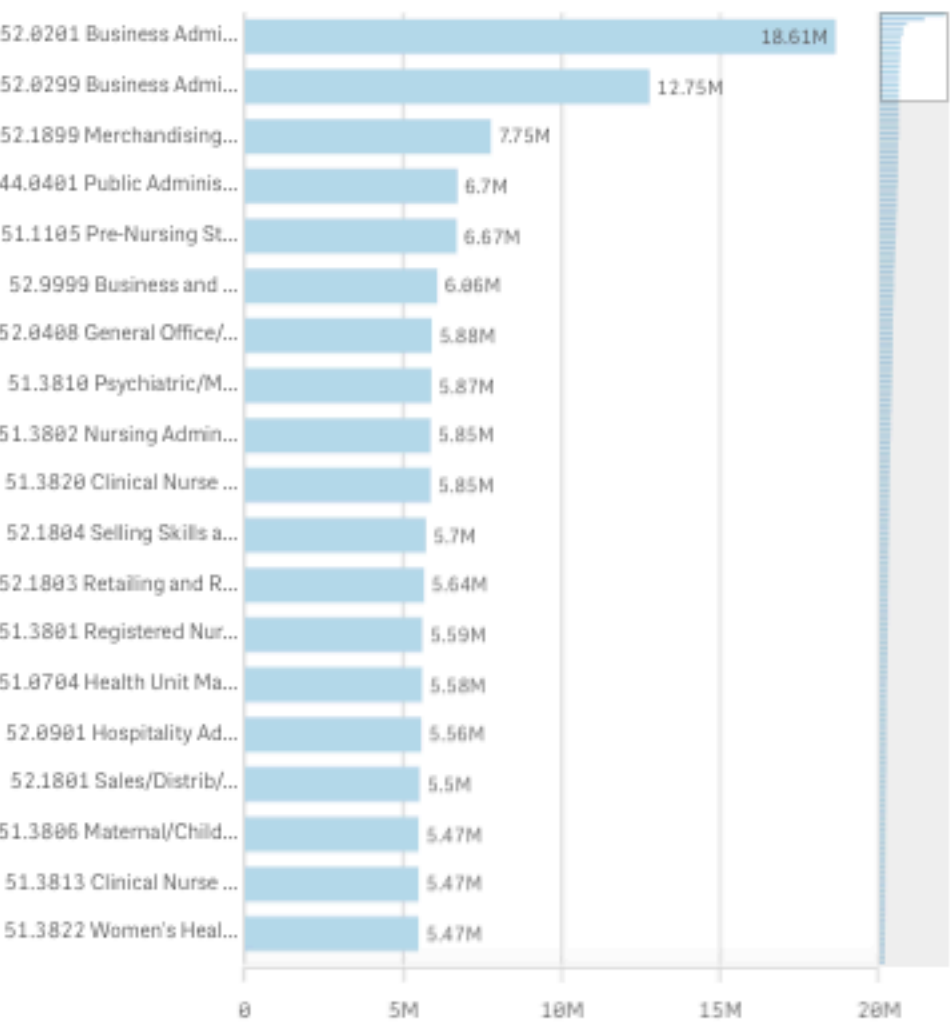 52.0201 Business Admi... 18.61M
52.0299 Business Admi... 12.75M
52.1899 Merchandising... 7.75M
44.0401 Public Adminis... 6.7M
51.1105 Pre-Nursing St... 6.67M
52.9999 Business and ... 6.06M
52.0408 General Office/... 5.88M
51.3810 Psychiatric/M... 5.87M
51.3802 Nursing Admin... 5.85M
51.3820 Clinical Nurse ... 5.85M
52.1804 Selling Skills a... 5.7M
52.1803 Retailing and R... 5.64M
51.3801 Registered Nur... 5.59M
51.0704 Health Unit Ma... 5.58M
52.0901 Hospitality Ad... 5.56M
52.1801 Sales/Distrib/... 5.5M
51.3806 Maternal/Child... 5.47M
51.3813 Clinical Nurse ... 5.47M
51.3822 Women's Heal... 5.47M
0 5M 10M 15M 20M